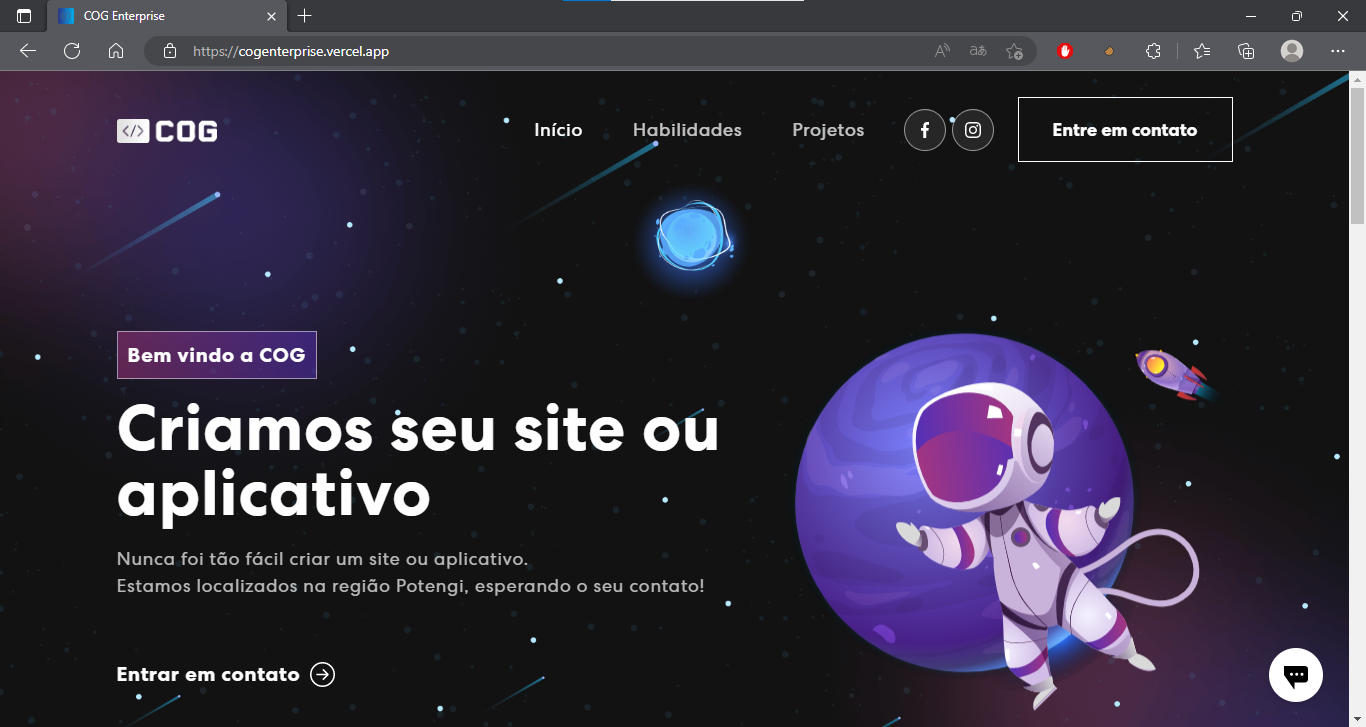 COG Enterprise
https://cogenterprise.vercel.app
</> COG
Início
Habilidades
Projetos
Entre em contato
Bem vindo a COG
Criamos seu site ou
aplicativo
Nunca foi tão fácil criar um site ou aplicativo.
Estamos localizados na região Potengi, esperando o seu contato!
Entrar em contato